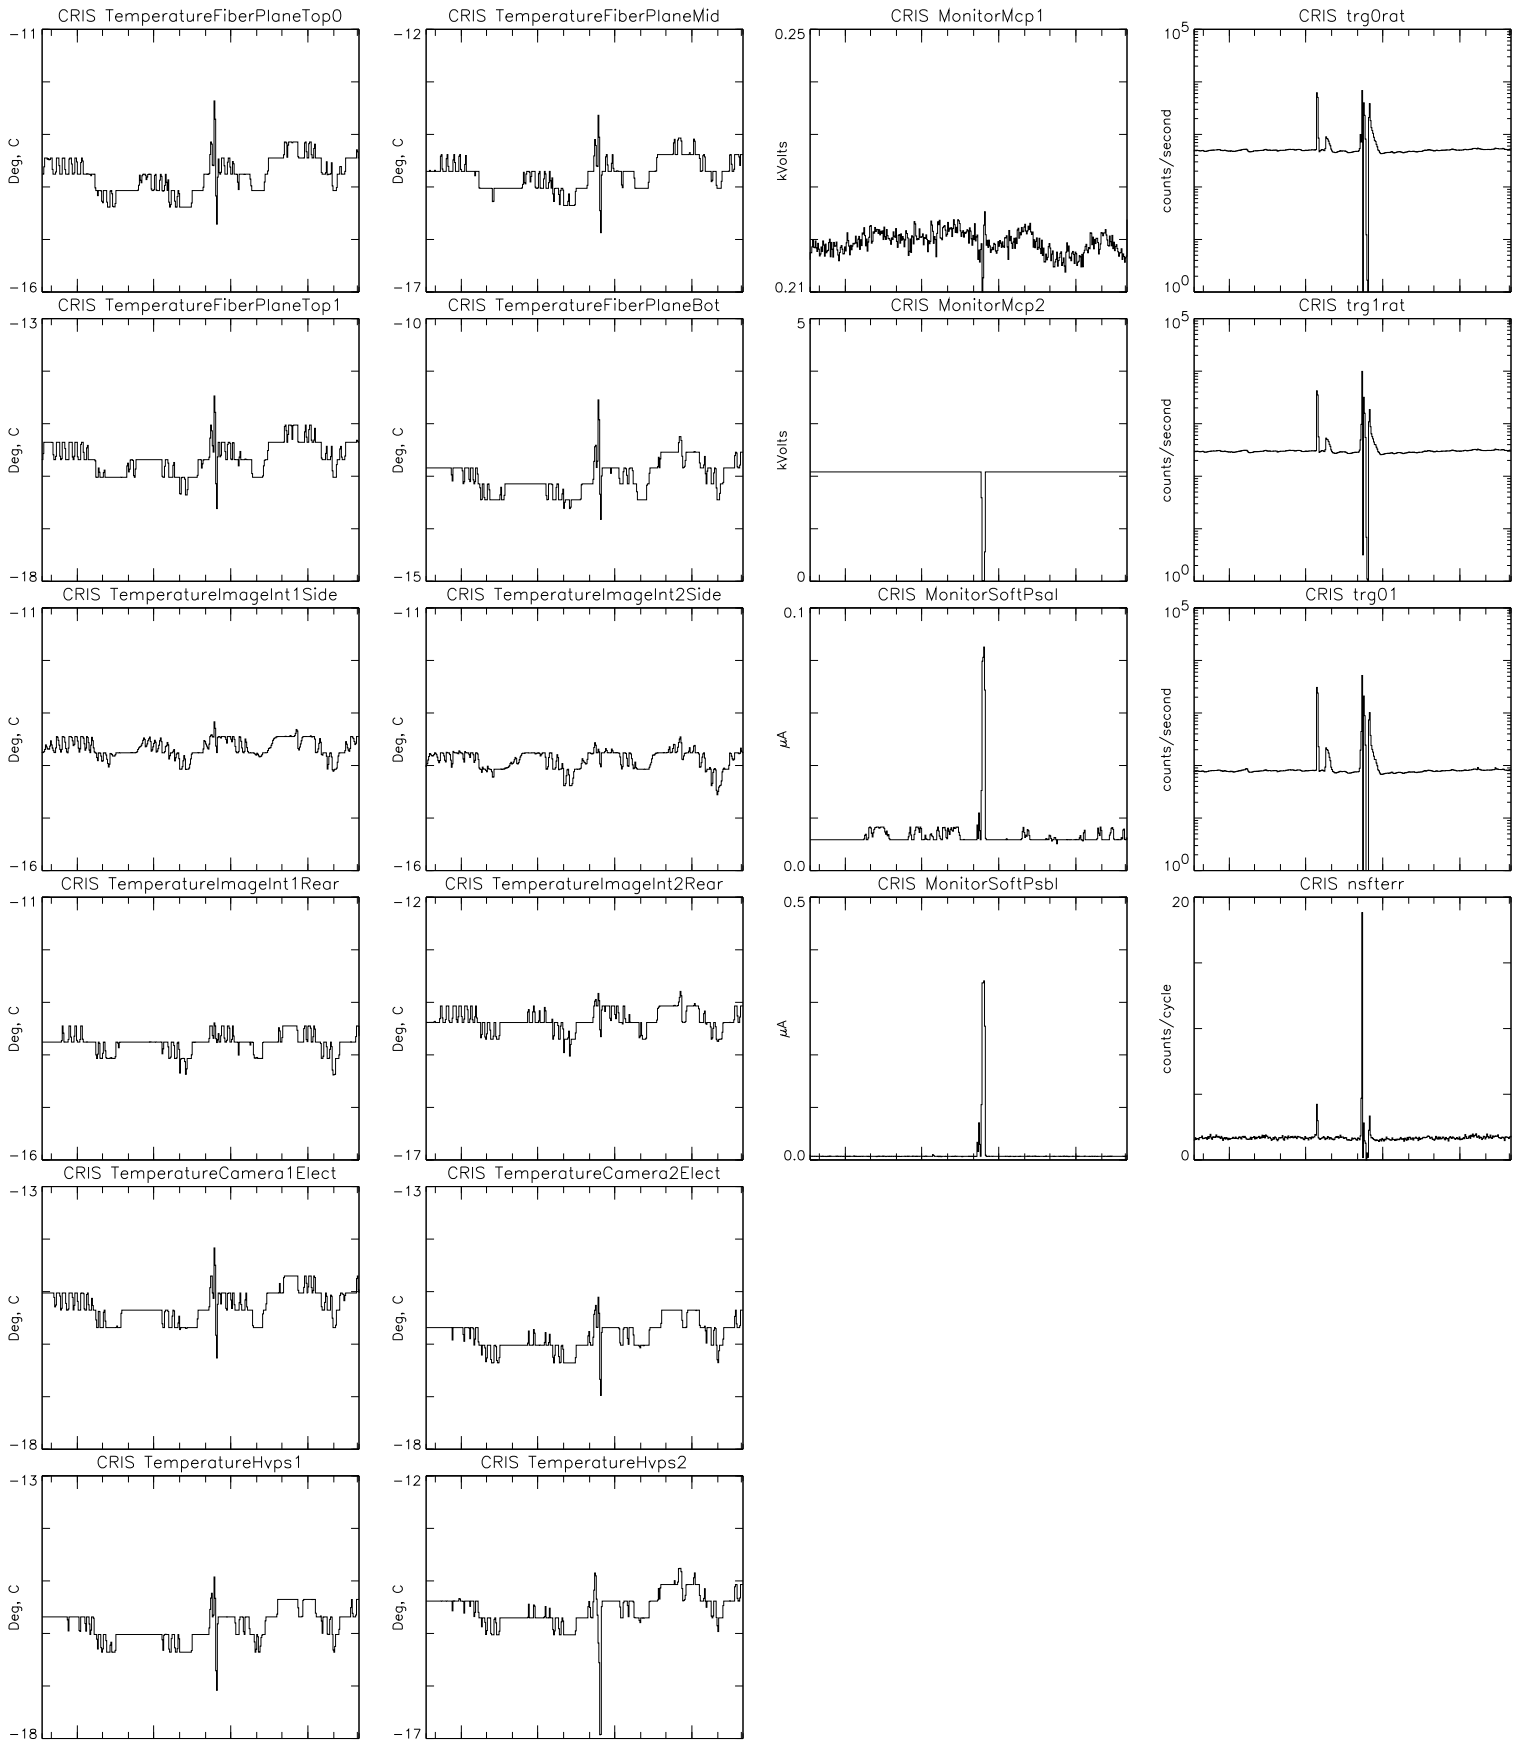 CRIS TemperatureFiberPlaneTop0
-11
Deg, C
-16
CRIS TemperatureFiberPlaneMid
-12
Deg, C
-17
CRIS MonitorMcp1
0.25
kVolts
0.21
CRIS trg0rat
10^5
counts/second
10^0
CRIS TemperatureFiberPlaneTop1
-13
Deg, C
-18
CRIS TemperatureFiberPlaneBot
-10
Deg, C
-15
CRIS MonitorMcp2
5
kVolts
0
CRIS trg1rat
10^5
counts/second
10^0
CRIS TemperatureImageInt1Side
-11
Deg, C
-16
CRIS TemperatureImageInt2Side
-11
Deg, C
-16
CRIS MonitorSoftPsaI
0.1
μA
0.0
CRIS trg01
10^5
counts/second
10^0
CRIS TemperatureImageInt1Rear
-11
Deg, C
-16
CRIS TemperatureImageInt2Rear
-12
Deg, C
-17
CRIS MonitorSoftPsbI
0.5
μA
0.0
CRIS nsfterr
20
counts/cycle
0
CRIS TemperatureCamera1Elect
-13
Deg, C
-18
CRIS TemperatureCamera2Elect
-13
Deg, C
-18
CRIS TemperatureHvps1
-13
Deg, C
-18
CRIS TemperatureHvps2
-12
Deg, C
-17